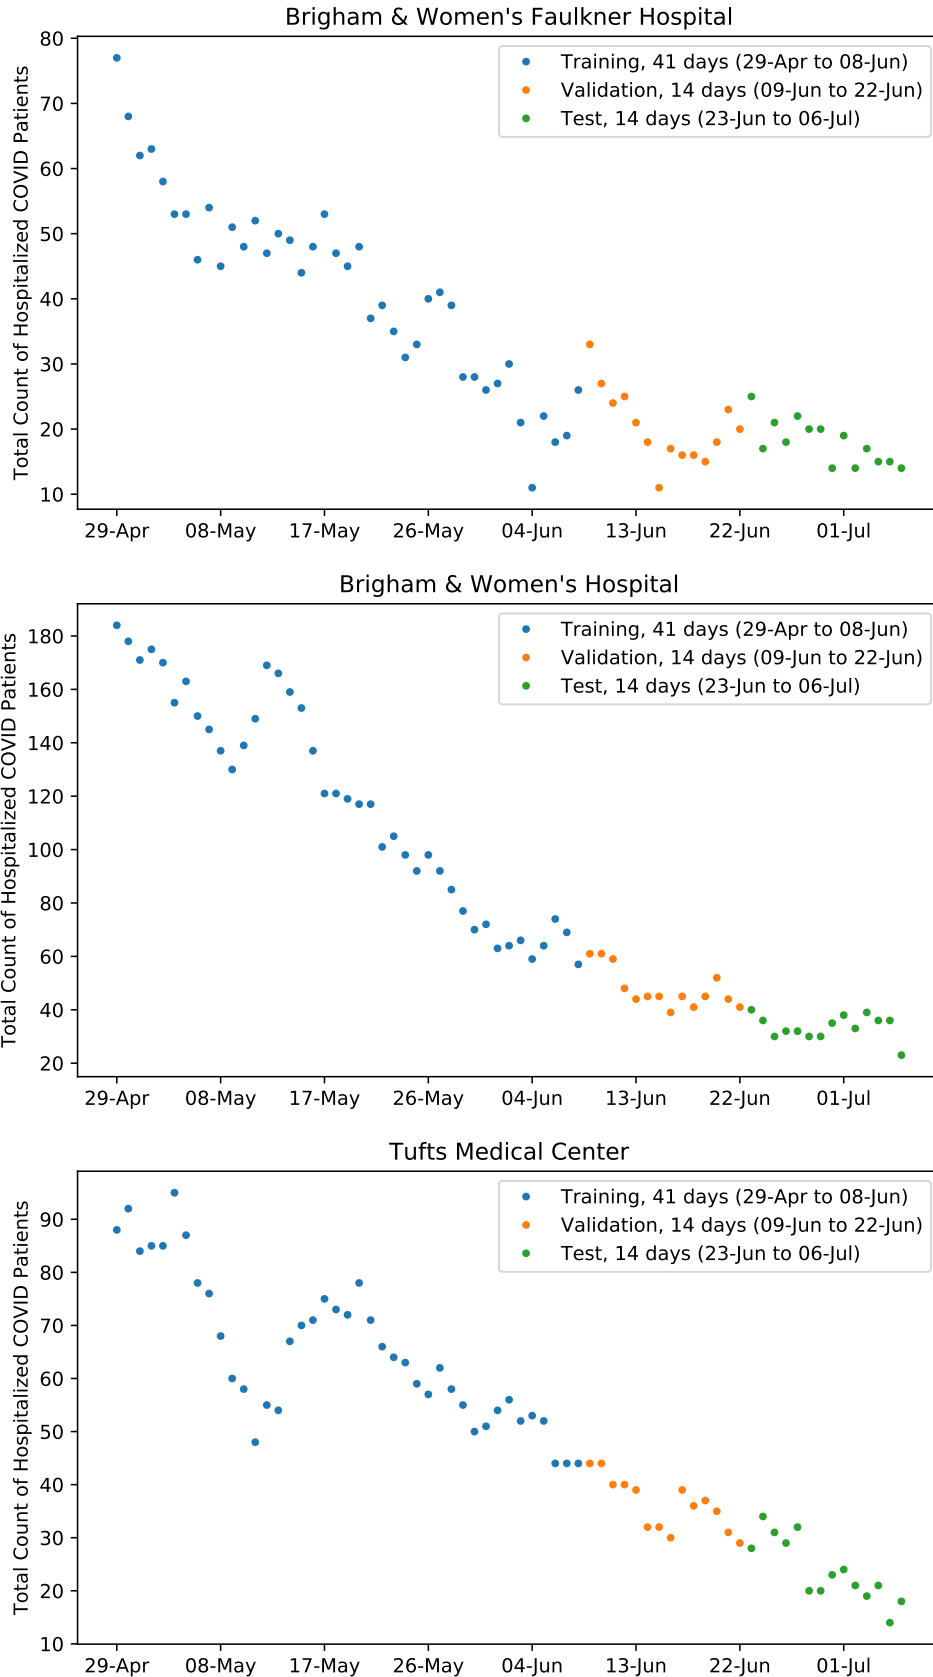 Brigham & Women's Faulkner Hospital
Total Count of Hospitalized COVID Patients
80
70
60
50
40
30
20
10
Training, 41 days (29-Apr to 08-Jun)
Validation, 14 days (09-Jun to 22-Jun)
Test, 14 days (23-Jun to 06-Jul)
29-Apr 08-May 17-May 26-May 04-Jun 13-Jun 22-Jun 01-Jul
Brigham & Women's Hospital
Total Count of Hospitalized COVID Patients
180
160
140
120
100
80
60
40
20
Training, 41 days (29-Apr to 08-Jun)
Validation, 14 days (09-Jun to 22-Jun)
Test, 14 days (23-Jun to 06-Jul)
29-Apr 08-May 17-May 26-May 04-Jun 13-Jun 22-Jun 01-Jul
Tufts Medical Center
Total Count of Hospitalized COVID Patients
90
80
70
60
50
40
30
20
10
Training, 41 days (29-Apr to 08-Jun)
Validation, 14 days (09-Jun to 22-Jun)
Test, 14 days (23-Jun to 06-Jul)
29-Apr 08-May 17-May 26-May 04-Jun 13-Jun 22-Jun 01-Jul